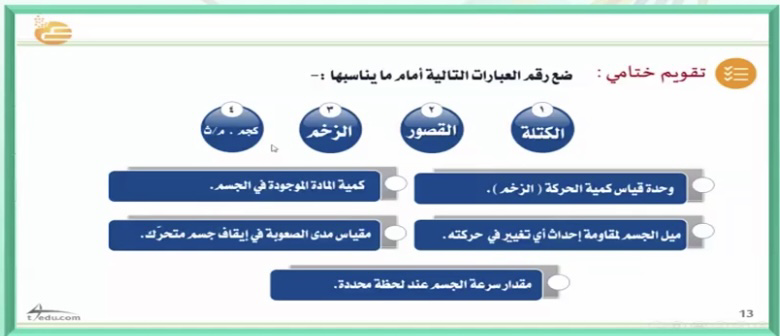 تقويم ختامي :
ضع رقم العبارات التالية أمام ما يناسبها :-
١ ٢ ٣ ٤
الكتلة القصور الزخم كجم . م/ث
وحدة قياس كمية الحركة ( الزخم ). كمية المادة الموجودة في الجسم.
ميل الجسم لمقاومة إحداث أي تغيير في حركته. مقياس مدى الصعوبة في إيقاف جسم متحرّك.
مقدار سرعة الجسم عند لحظة محددة.
13
t4edu.com